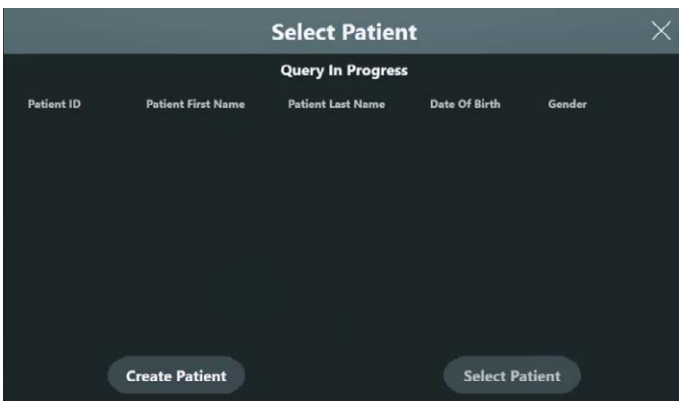 Select Patient
Query In Progress
Patient ID Patient First Name Patient Last Name Date Of Birth Gender
Create Patient Select Patient